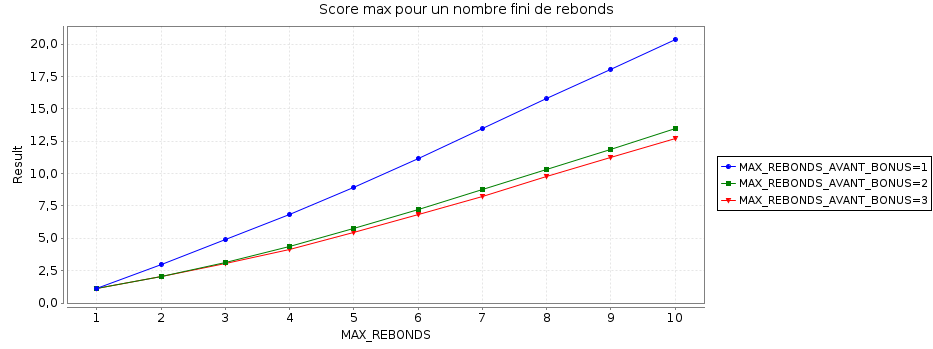 Score max pour un nombre fini de rebonds
20,0
17,5
15,0
12,5
10,0
7,5
5,0
2,5
0,0
Result
1 2 3 4 5 6 7 8 9 10
MAX_REBONDS
MAX_REBONDS_AVANT_BONUS=1
MAX_REBONDS_AVANT_BONUS=2
MAX_REBONDS_AVANT_BONUS=3